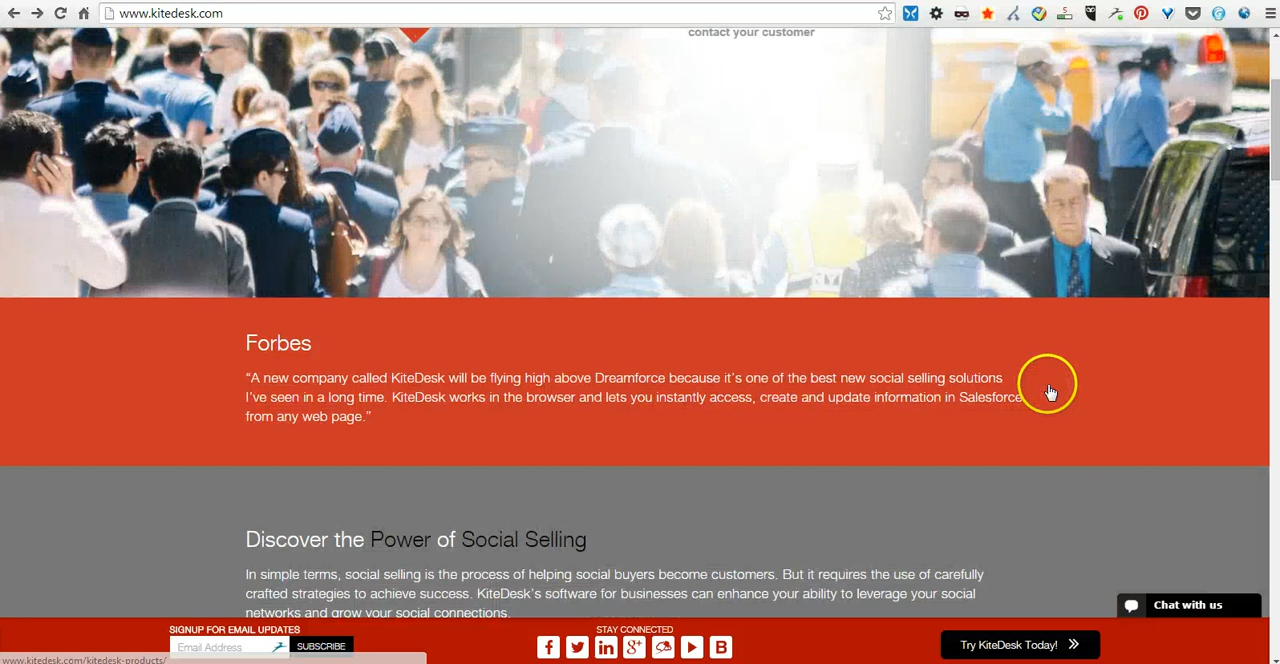 www.kitedesk.com
5
contact your customer
Forbes
“A new company called KiteDesk will be flying high above Dreamforce because it’s one of the best new social selling solutions
I’ve seen in a long time. KiteDesk works in the browser and lets you instantly access, create and update information in Salesforce
from any web page.”
Discover the Power of Social Selling
In simple terms, social selling is the process of helping social buyers become customers. But it requires the use of carefully
crafted strategies to achieve success. KiteDesk’s software for businesses can enhance your ability to leverage your social
networks and grow your social connections.
Chat with us
SIGNUP FOR EMAIL UPDATES
Email Address
SUBSCRIBE
STAY CONNECTED
Try KiteDesk Today!
www.kitedesk.com/kitedesk-products/